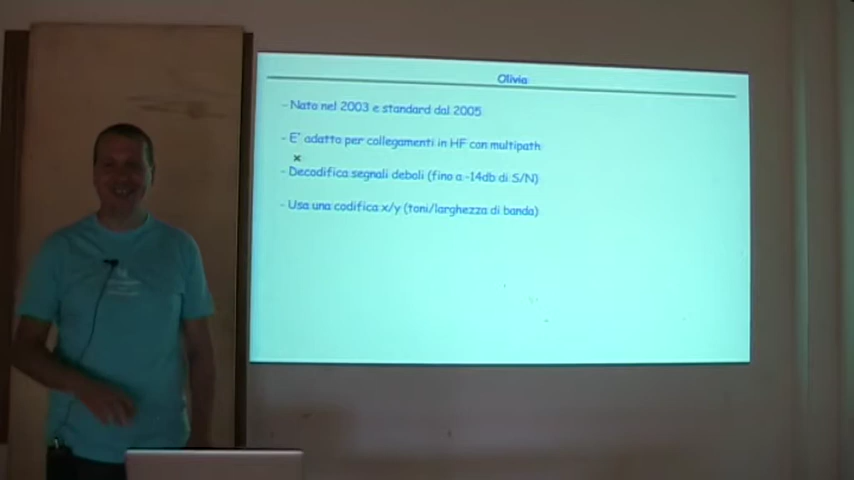 Olivia
- Nato nel 2003 e standard dal 2005
- E' adatto per collegamenti in HF con multipath
- Decodifica segnali deboli (fino a -14db di S/N)
- Usa una codifica x/y (toni/larghezza di banda)